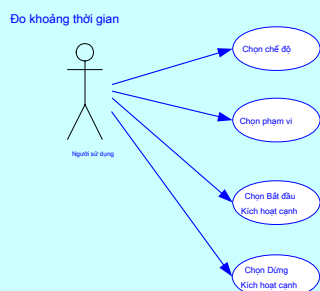 Đo khoảng thời gian
Chọn chế độ
Chọn phạm vi
Người sử dụng
Chọn Bắt đầu
Kích hoạt cạnh
Chọn Dừng
Kích hoạt cạnh